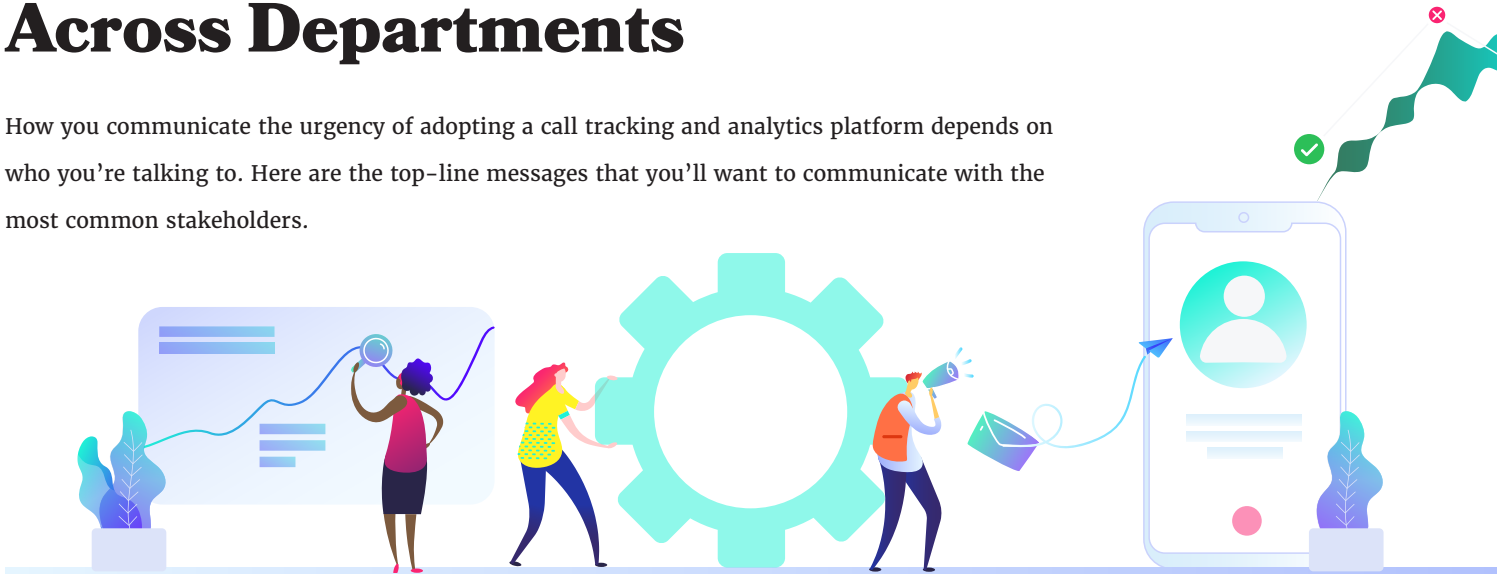 Across Departments
How you communicate the urgency of adopting a call tracking and analytics platform depends on
who you’re talking to. Here are the top-line messages that you’ll want to communicate with the
most common stakeholders.